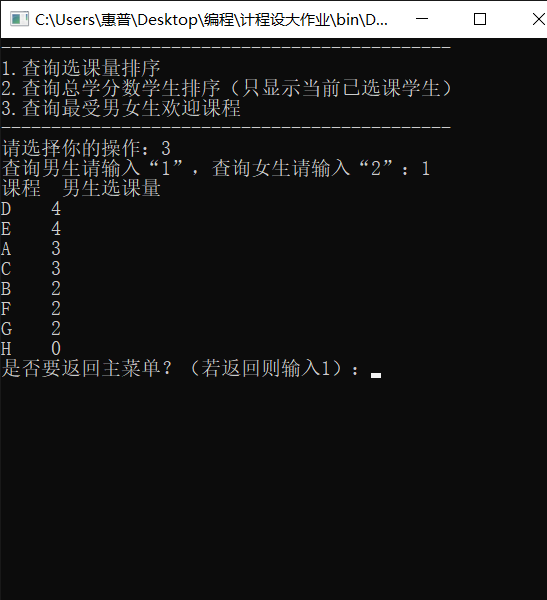 C:\Users\惠普\Desktop\编程\计程设大作业\bin\D...
---------------------------------------------
1.查询选课量排序
2.查询总学分数学生排序（只显示当前已选课学生）
3.查询最受男女生欢迎课程
---------------------------------------------
请选择你的操作：3
查询男生请输入“1”，查询女生请输入“2”：1
课程  男生选课量
D    4
E    4
A    3
C    3
B    2
F    2
G    2
H    0
是否要返回主菜单？（若返回则输入1）：